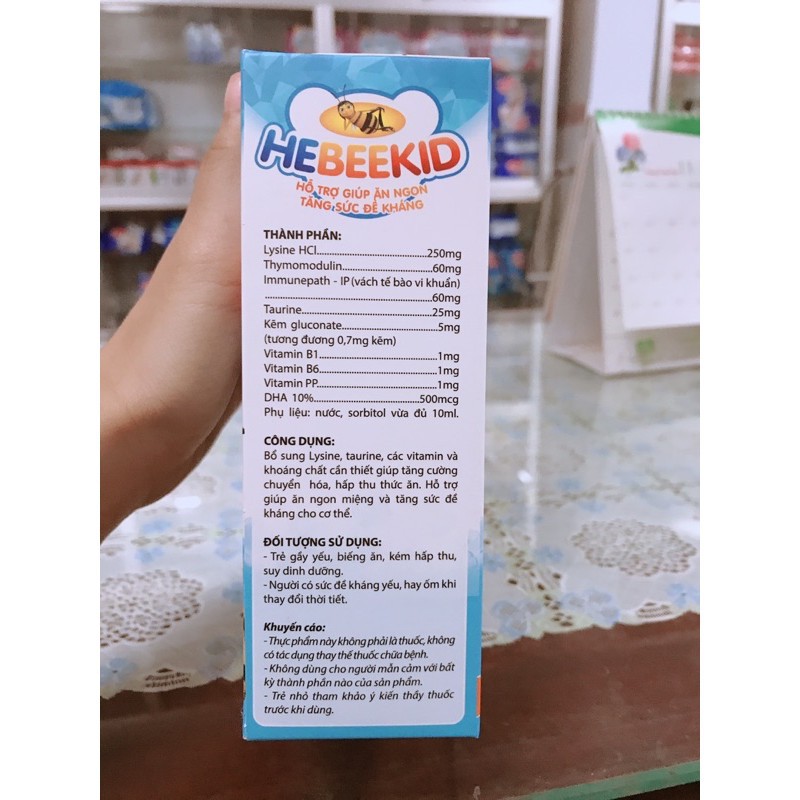 HEBEEKID
HỖ TRỢ GIÚP ĂN NGON
TĂNG SỨC ĐỀ KHÁNG
THÀNH PHẦN:
Lysine HCl..........................250mg
Thymomodulin......................60mg
Immunepath - IP (vách tế bào vi khuẩn)
..........................................60mg
Taurine................................25mg
Kẽm gluconate........................5mg
(tương đương 0,7mg kẽm)
Vitamin B1.............................1mg
Vitamin B6.............................1mg
Vitamin PP.............................1mg
DHA 10%...........................500mcg
Phụ liệu: nước, sorbitol vừa đủ 10ml.
CÔNG DỤNG:
Bổ sung Lysine, taurine, các vitamin và
khoáng chất cần thiết giúp tăng cường
chuyển hóa, hấp thu thức ăn. Hỗ trợ
giúp ăn ngon miệng và tăng sức đề
kháng cho cơ thể.
ĐỐI TƯỢNG SỬ DỤNG:
- Trẻ gầy yếu, biếng ăn, kém hấp thu,
suy dinh dưỡng.
- Người có sức đề kháng yếu, hay ốm khi
thay đổi thời tiết.
Khuyến cáo:
- Thực phẩm này không phải là thuốc, không
có tác dụng thay thế thuốc chữa bệnh.
- Không dùng cho người mẫn cảm với bất
kỳ thành phần nào của sản phẩm.
- Trẻ nhỏ tham khảo ý kiến thầy thuốc
trước khi dùng.